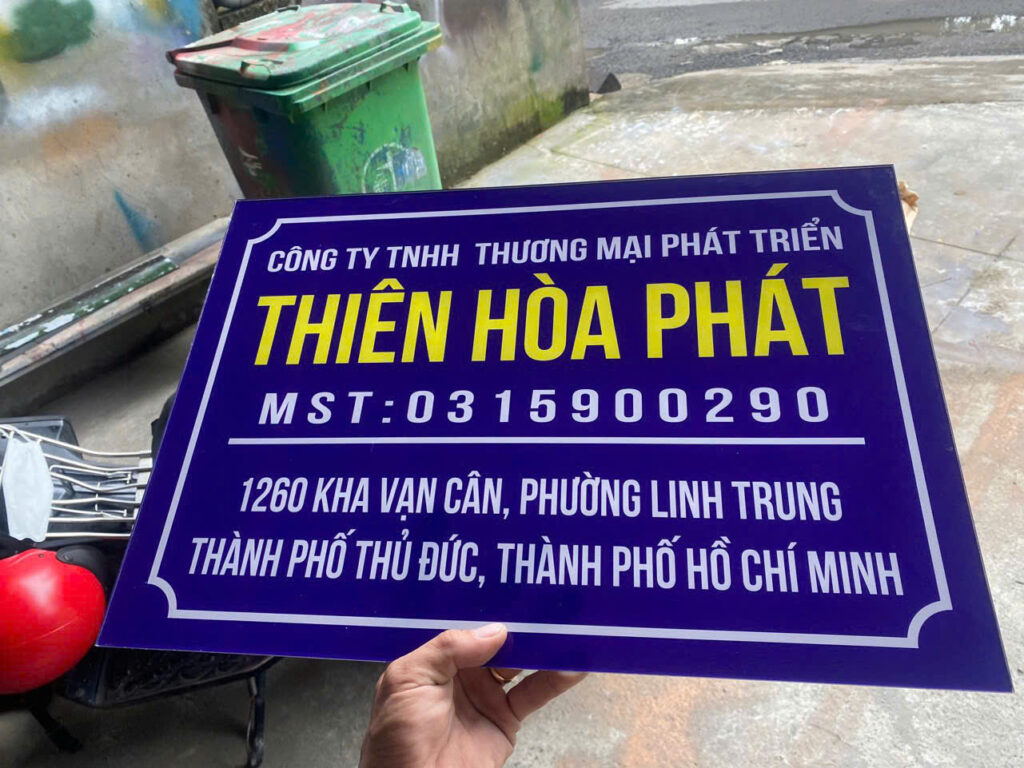 CÔNG TY TNHH THƯƠNG MẠI PHÁT TRIỂN
THIÊN HÒA PHÁT
MST:0315900290
1260 KHA VẠN CÂN, PHƯỜNG LINH TRUNG
THÀNH PHỐ THỦ ĐỨC, THÀNH PHỐ HỒ CHÍ MINH